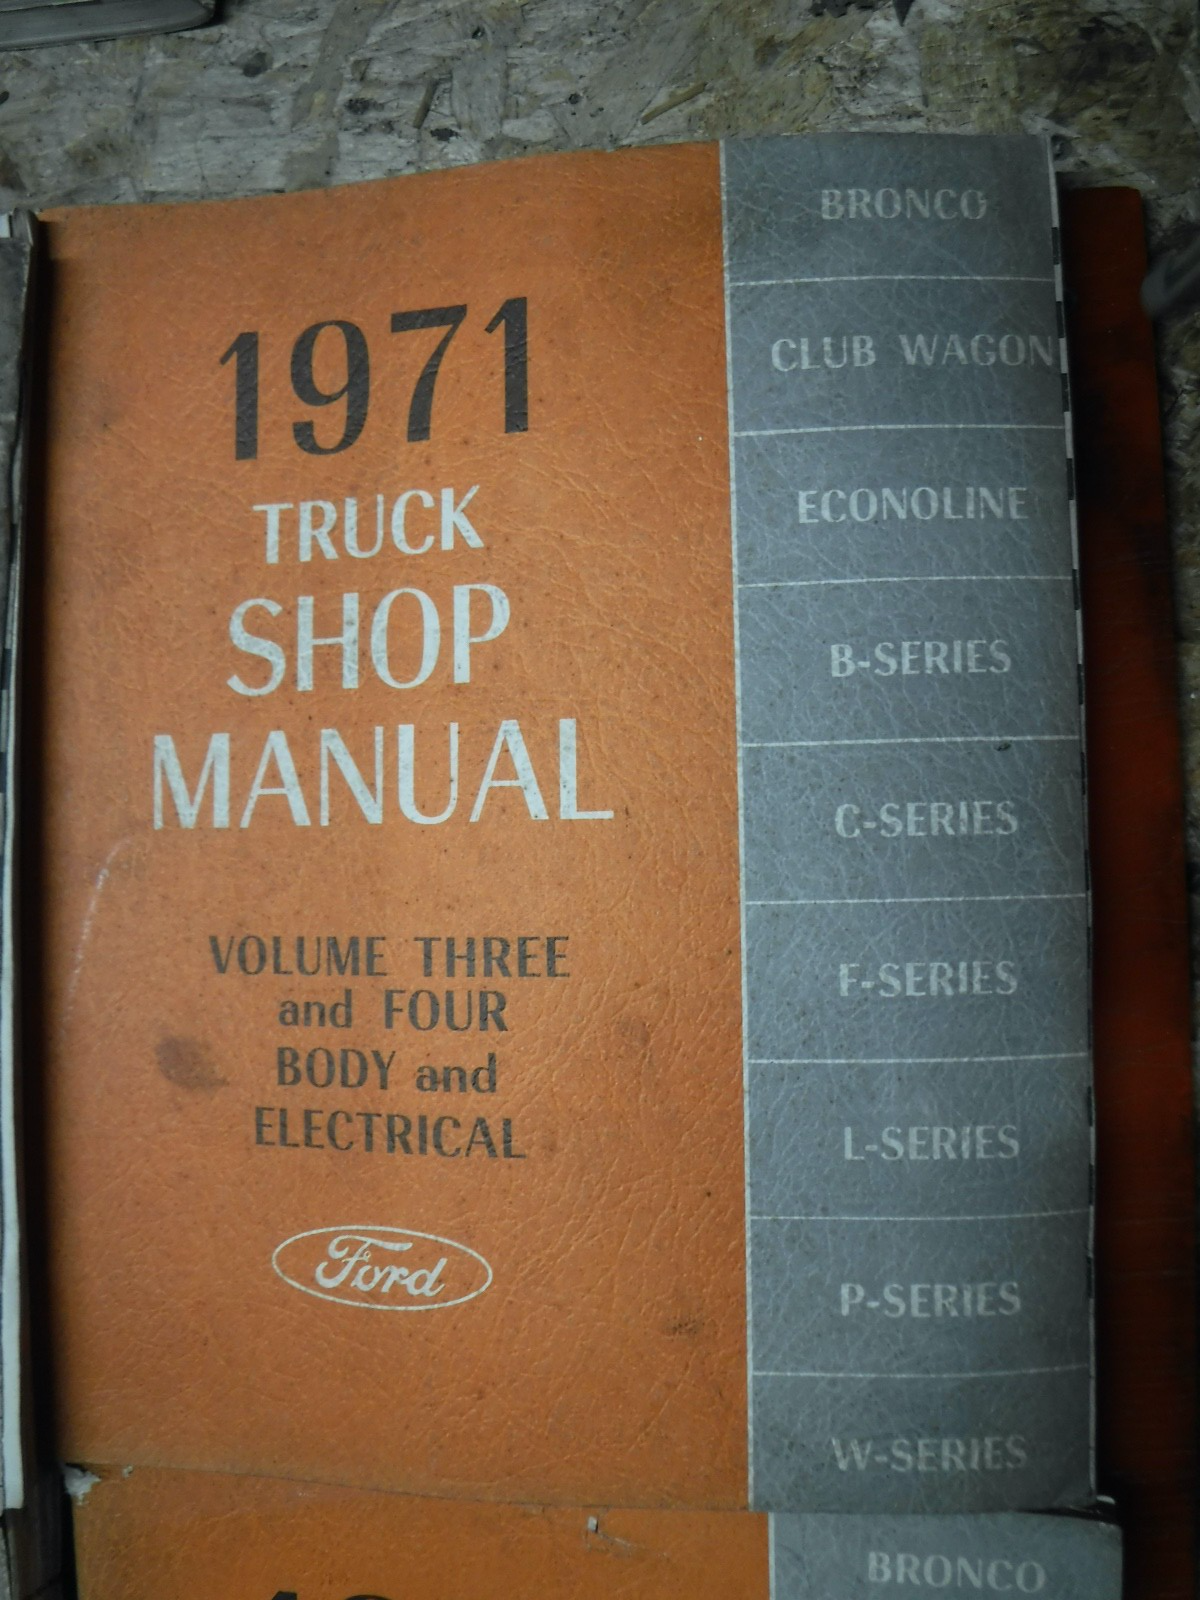 1971
TRUCK
SHOP
MANUAL
VOLUME THREE
and FOUR
BODY and
ELECTRICAL
Ford
BRONCO
CLUB WAGON
ECONOLINE
B-SERIES
C-SERIES
F-SERIES
L-SERIES
P-SERIES
W-SERIES
BRONCO